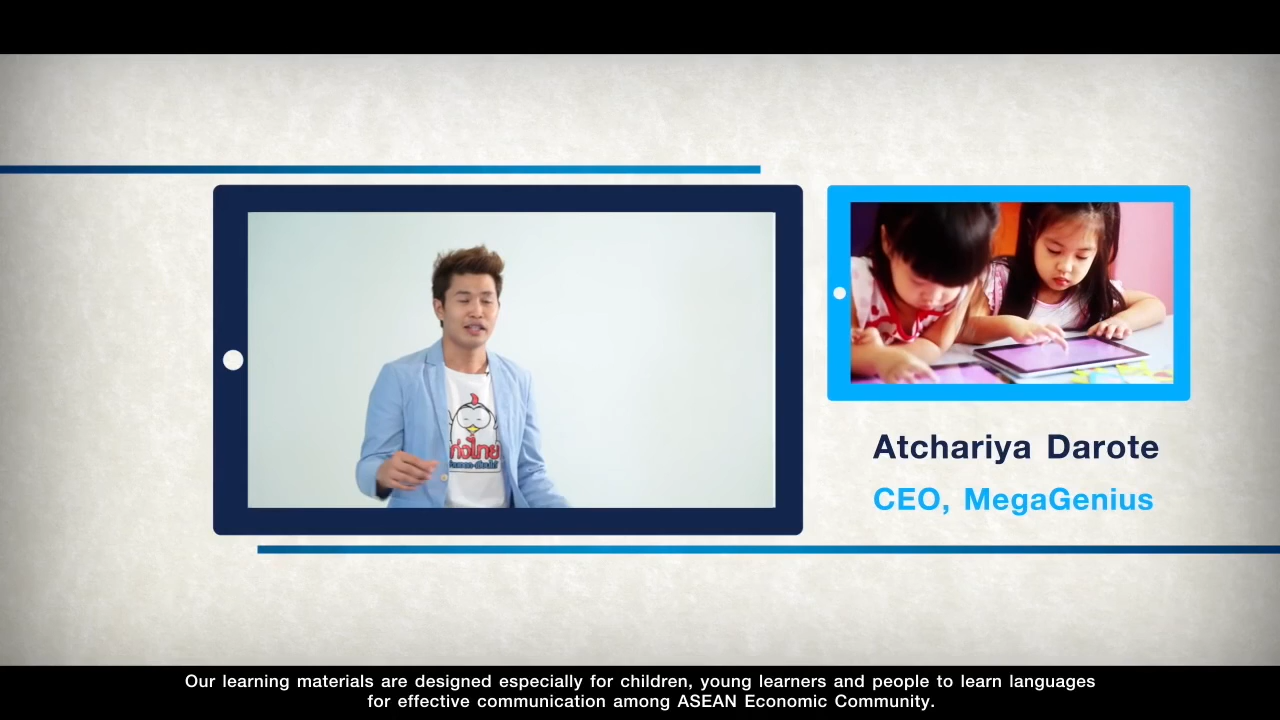 Atchariya Darote
CEO, MegaGenius
Our learning materials are designed especially for children, young learners and people to learn languages
for effective communication among ASEAN Economic Community.